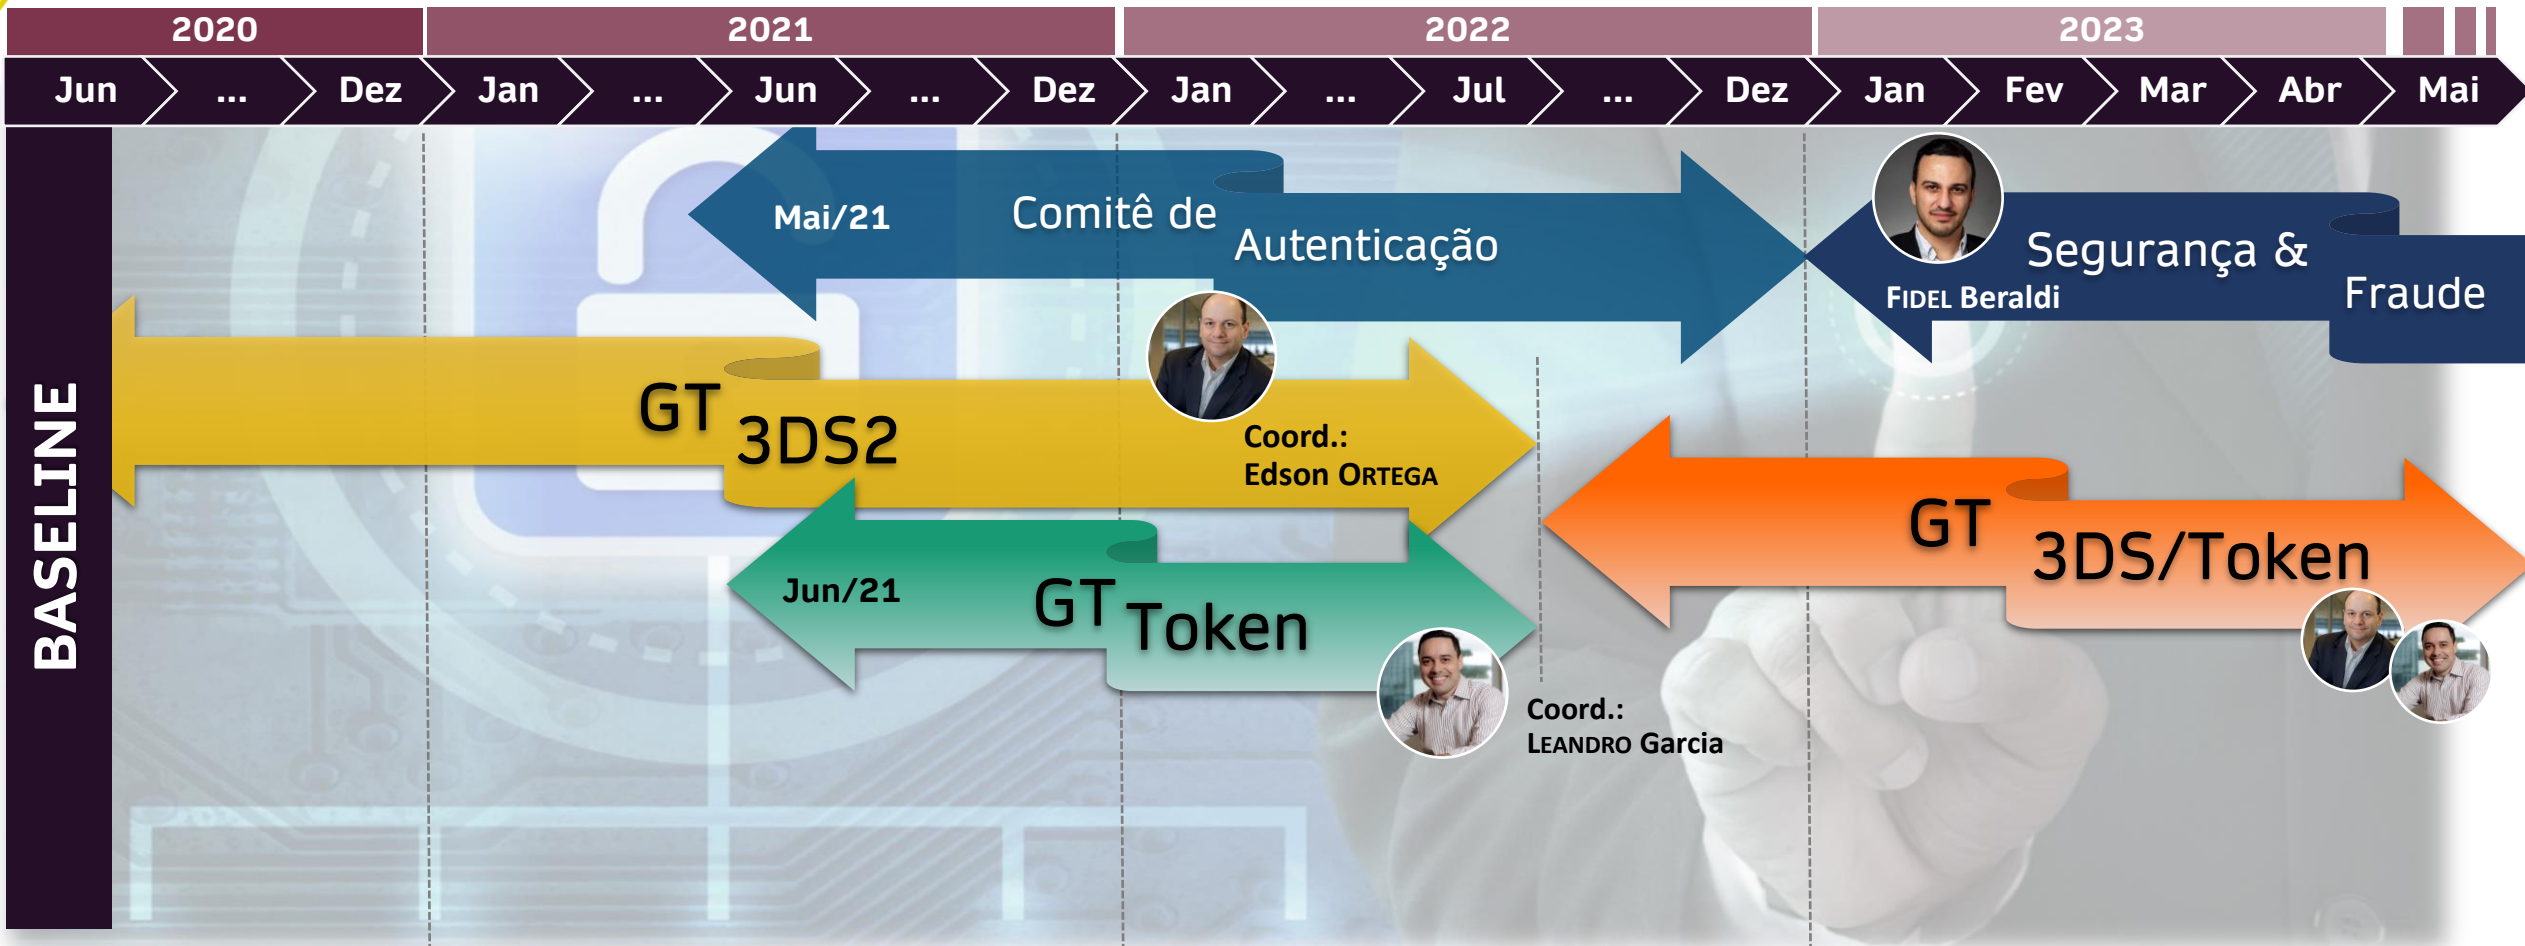 2020 2021 2022 2023
Jun ... Dez Jan ... Jun ... Dez Jan ... Jul ... Dez Jan Fev Mar Abr Mai
BASELINE
Mai/21
Comitê de
Autenticação
Segurança &
Fraude
FIDEL Beraldi
GT
3DS2
Coord.:
Edson ORTEGA
GT
3DS/Token
Jun/21
GT
Token
Coord.:
LEANDRO Garcia